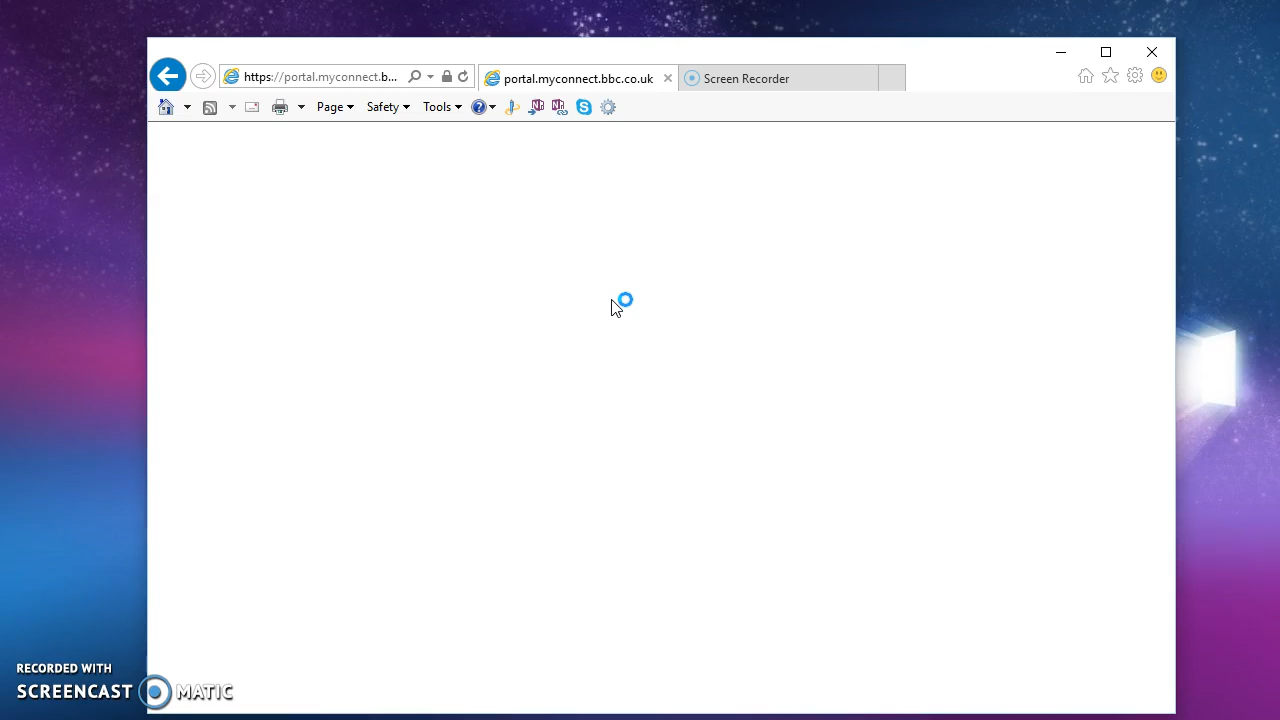 https://portal.myconnect.b...
portal.myconnect.bbc.co.uk
Screen Recorder
Page
Safety
Tools
RECORDED WITH
SCREENCAST MATIC